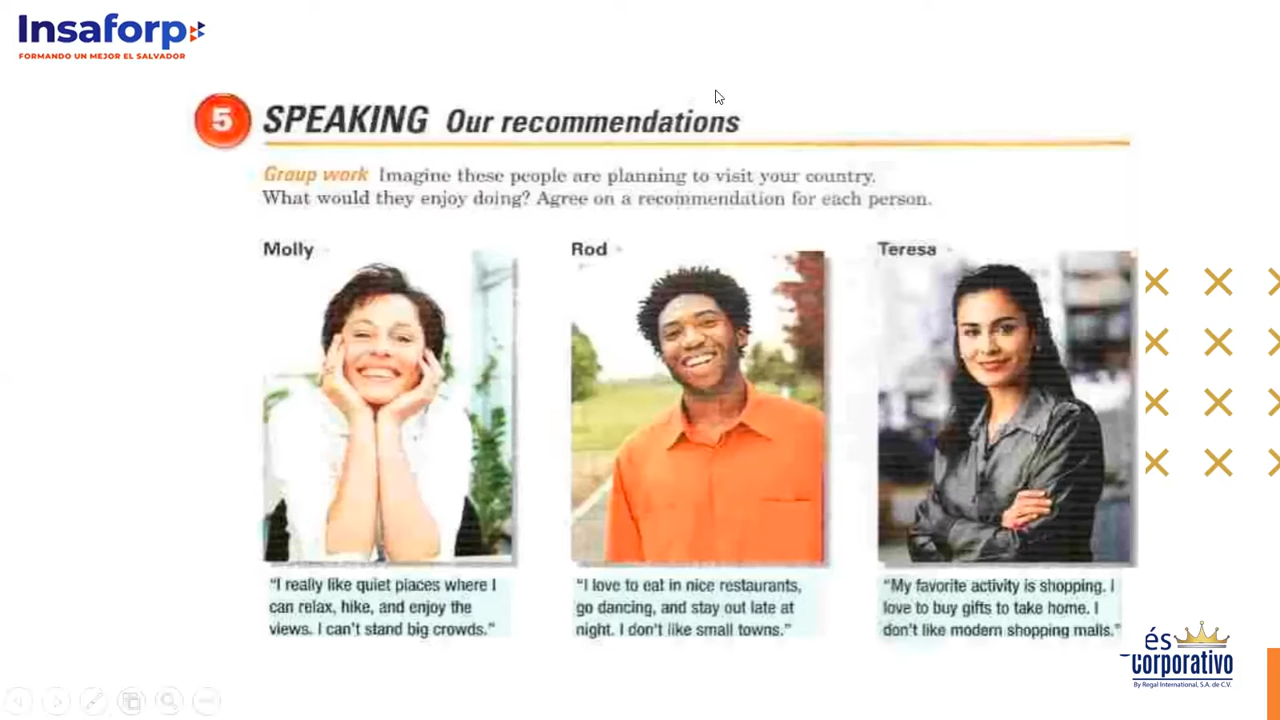 Insaforp
FORMANDO UN MEJOR EL SALVADOR
5 SPEAKING Our recommendations
Group work Imagine these people are planning to visit your country.
What would they enjoy doing? Agree on a recommendation for each person.
Molly
Rod
Teresa
"I really like quiet places where I
can relax, hike, and enjoy the
views. I can't stand big crowds."
"I love to eat in nice restaurants,
go dancing, and stay out late at
night. I don't like small towns."
"My favorite activity is shopping. I
love to buy gifts to take home. I
don't like modern shopping malls."
és
corporativo
By Regal International, S.A. de C.V.